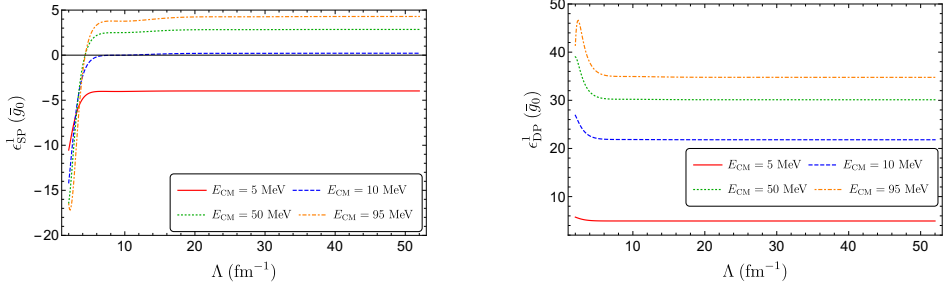 5
0
−5
−10
−15
−20
10
20
30
40
50
ϵ¹_SP (ḡ₀)
Λ (fm⁻¹)
E_CM = 5 MeV
E_CM = 10 MeV
E_CM = 50 MeV
E_CM = 95 MeV
50
40
30
20
10
10
20
30
40
50
ϵ¹_DP (ḡ₀)
Λ (fm⁻¹)
E_CM = 5 MeV
E_CM = 10 MeV
E_CM = 50 MeV
E_CM = 95 MeV